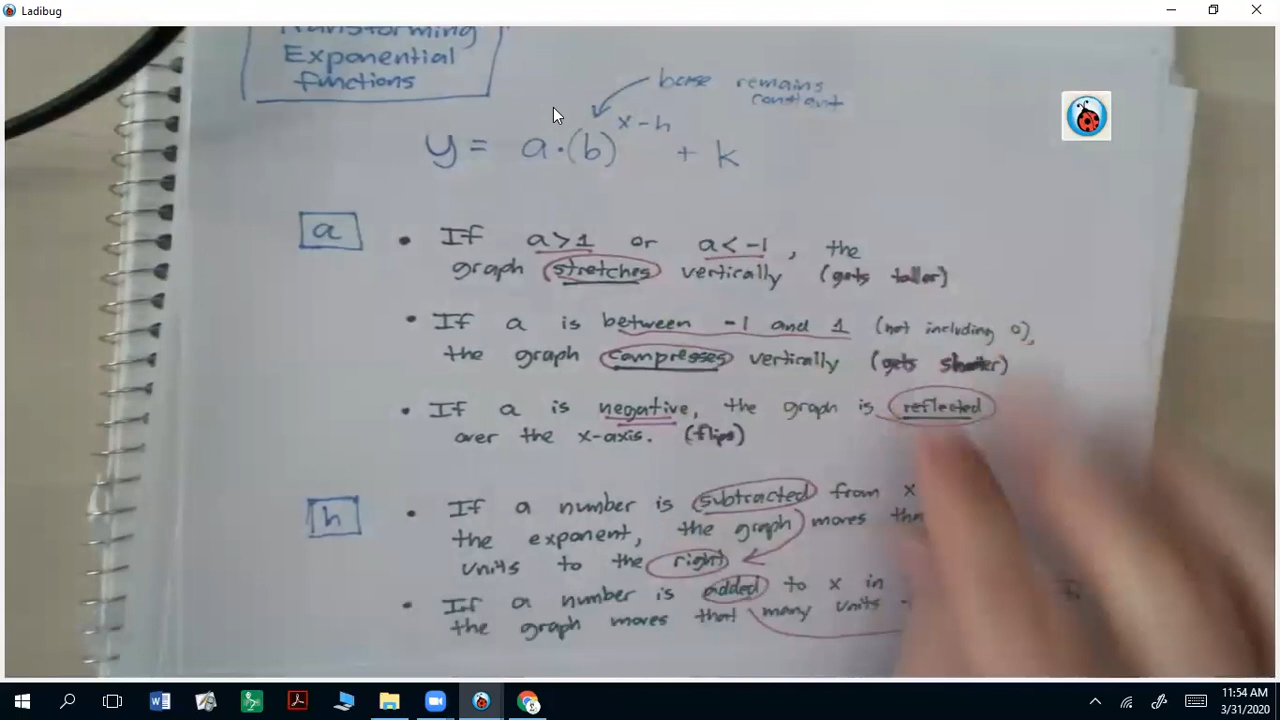 Ladibug
Transforming
Exponential
functions
base remains
constant
y = a·(b)^x-h + k
a
• If a>1 or a<-1, the
graph stretches vertically (gets taller)
• If a is between -1 and 1 (not including 0),
the graph compresses vertically (gets shorter)
• If a is negative, the graph is reflected
over the x-axis. (flips)
h
• If a number is subtracted from x
the exponent, the graph moves that
units to the right
• If a number is added to x in
the graph moves that many units
11:54 AM
3/31/2020